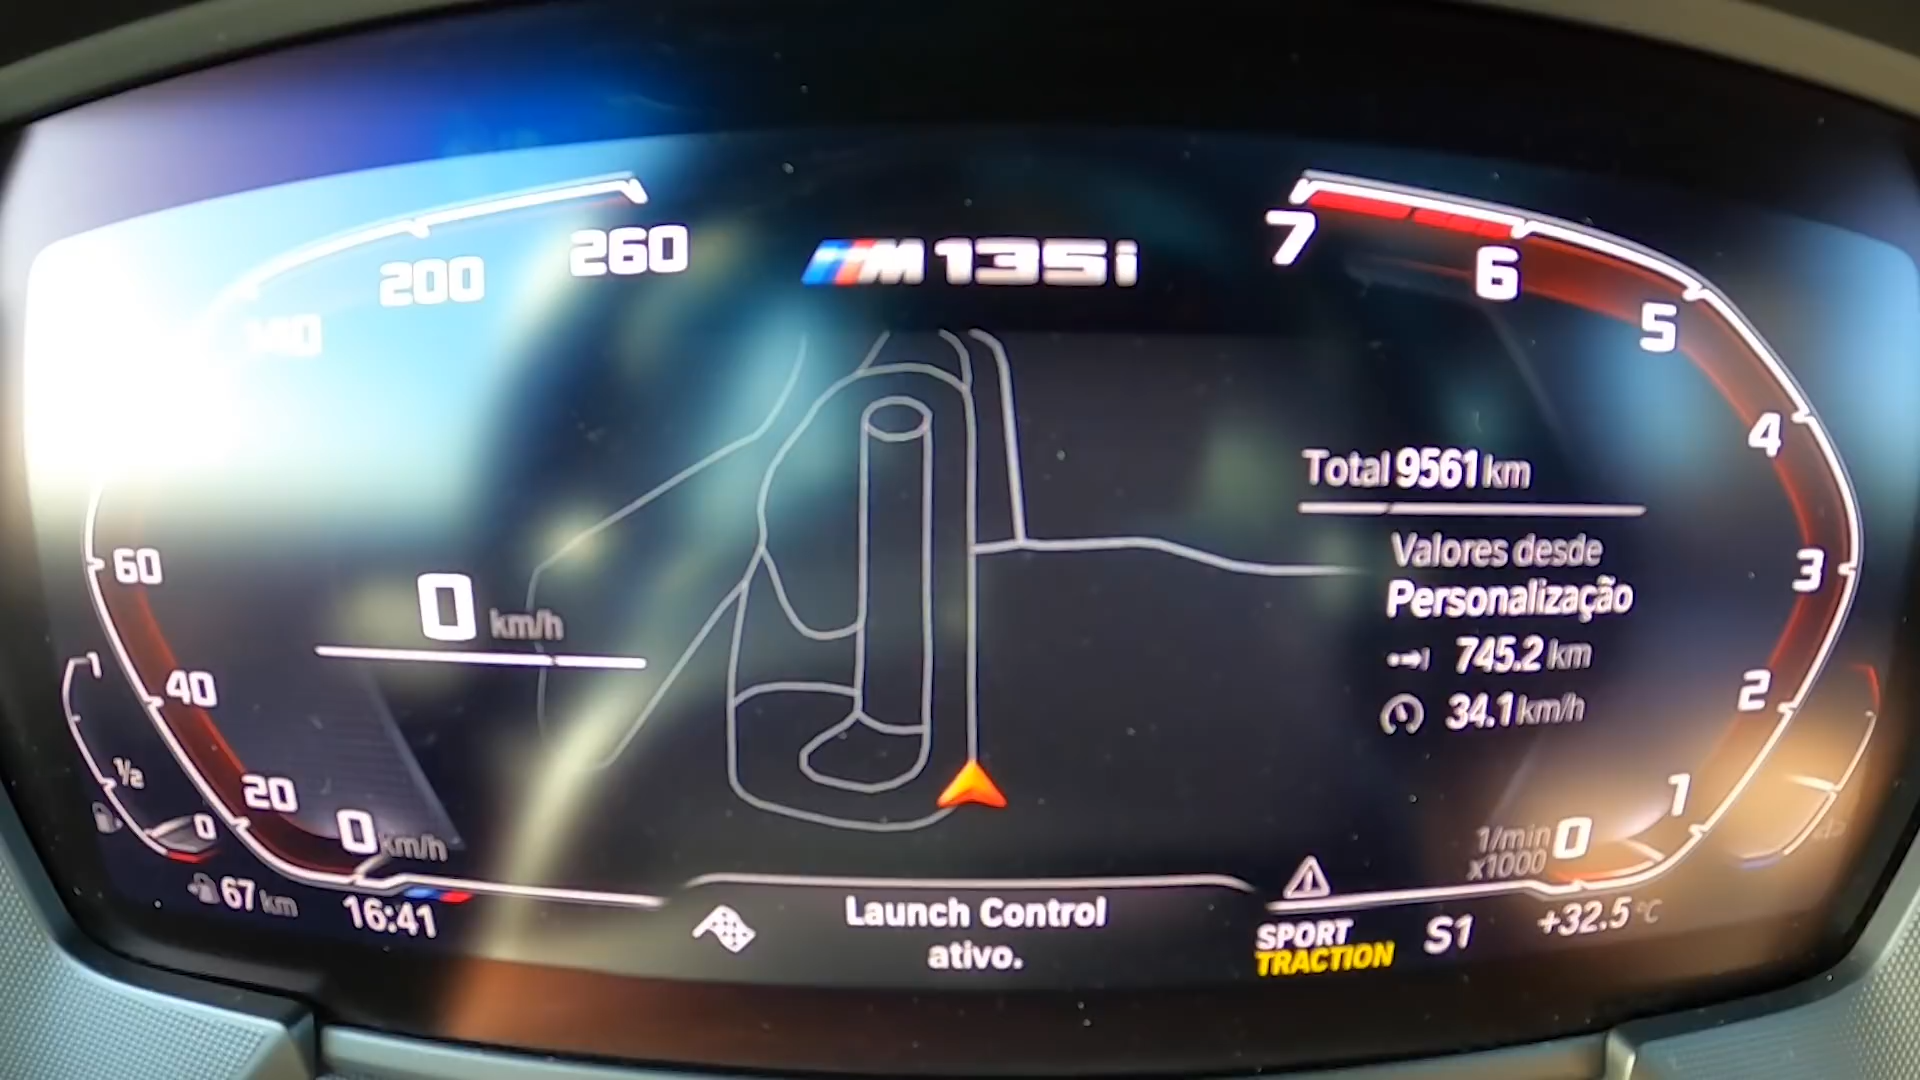 260
200
140
60
40
20
0 km/h
0 km/h
1/2
0
67 km
16:41
M135i
7
6
5
4
3
2
1
0
1/min
x1000
Total 9561 km
Valores desde
Personalização
745.2 km
34.1 km/h
Launch Control
ativo.
SPORT
TRACTION
S1
+32.5 °C